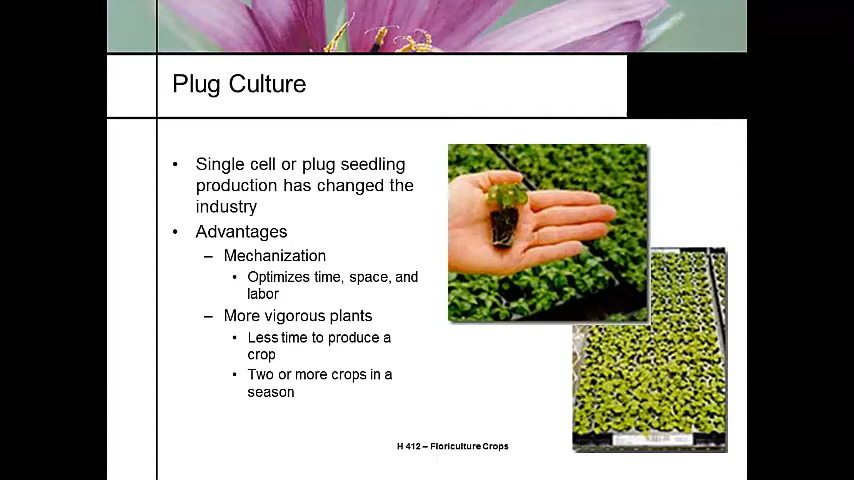 Plug Culture
• Single cell or plug seedling
production has changed the
industry
• Advantages
– Mechanization
• Optimizes time, space, and
labor
– More vigorous plants
• Less time to produce a
crop
• Two or more crops in a
season
H 412 – Floriculture Crops